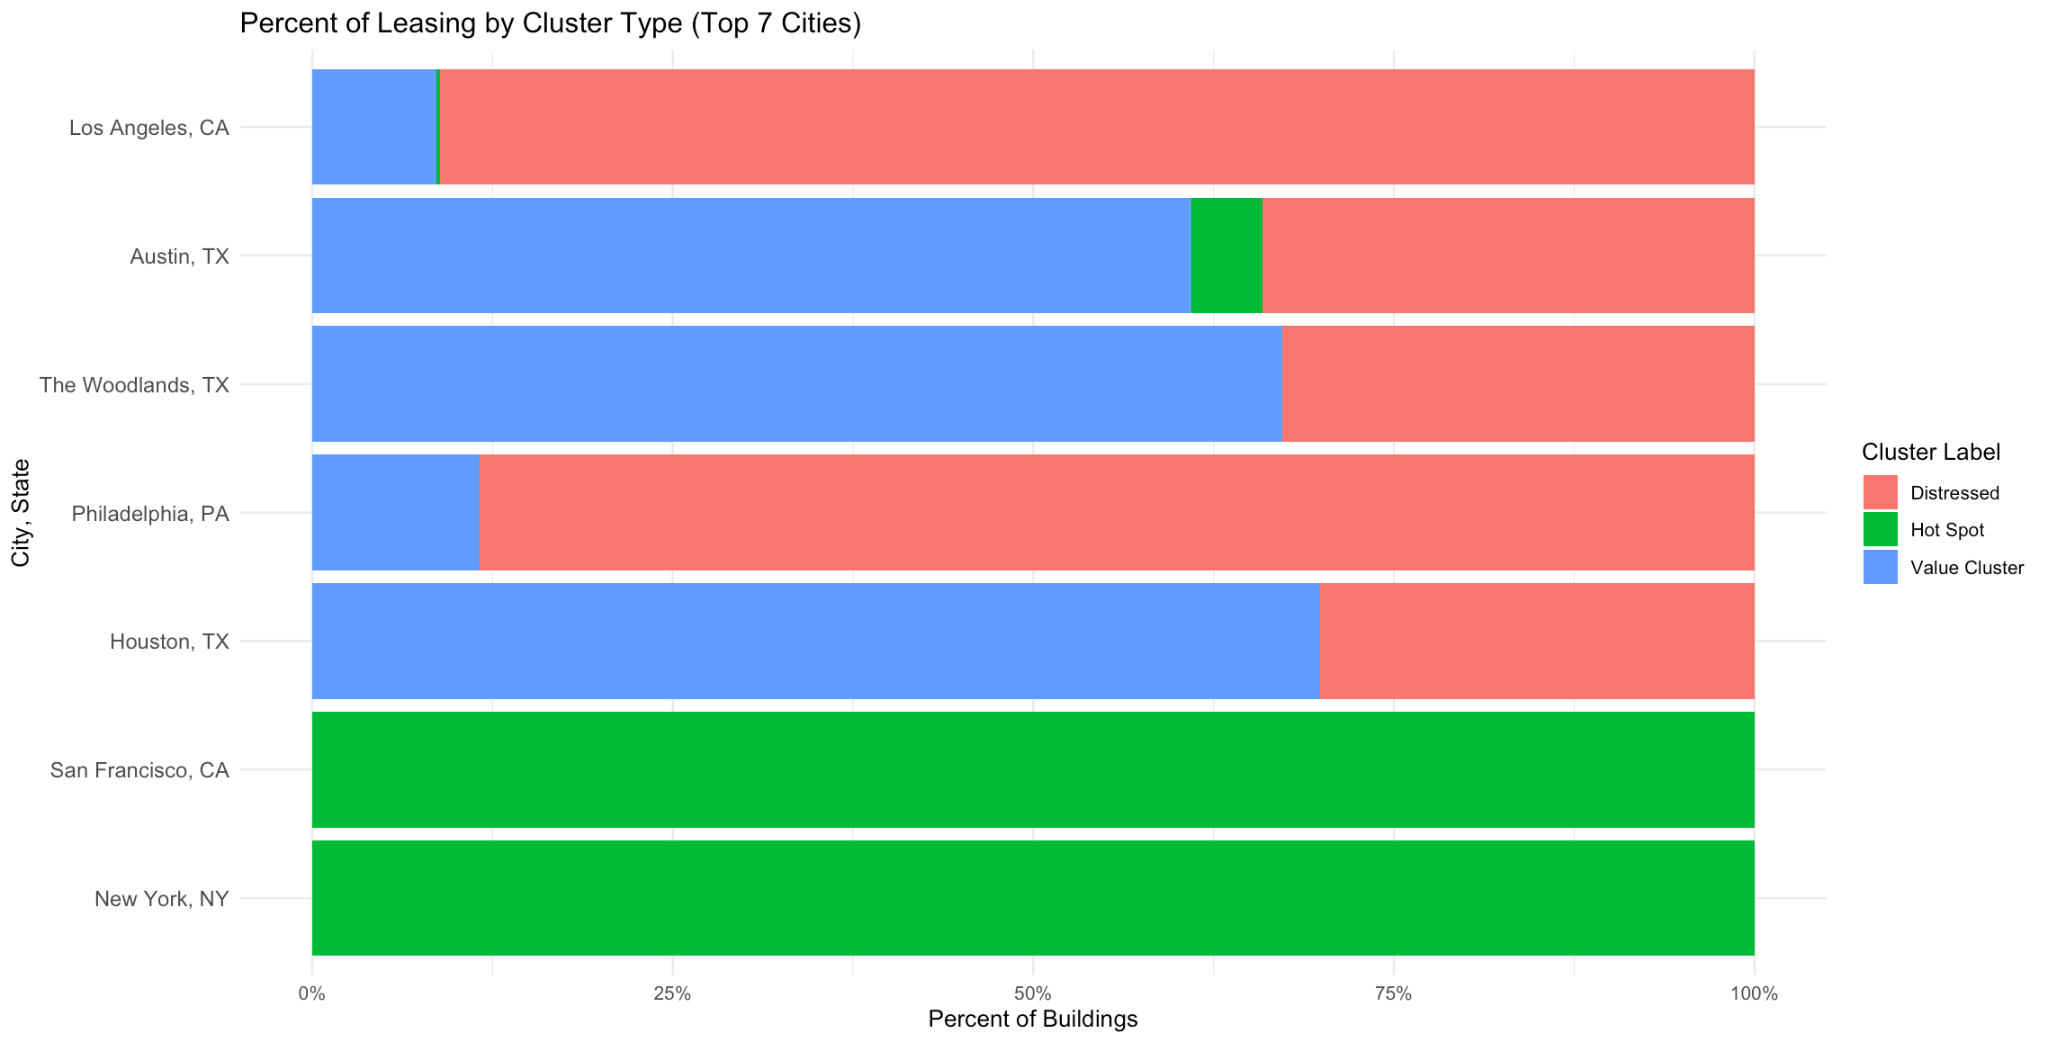 Percent of Leasing by Cluster Type (Top 7 Cities)
Los Angeles, CA
Austin, TX
The Woodlands, TX
Philadelphia, PA
Houston, TX
San Francisco, CA
New York, NY
City, State
0%
25%
50%
75%
100%
Percent of Buildings
Cluster Label
Distressed
Hot Spot
Value Cluster